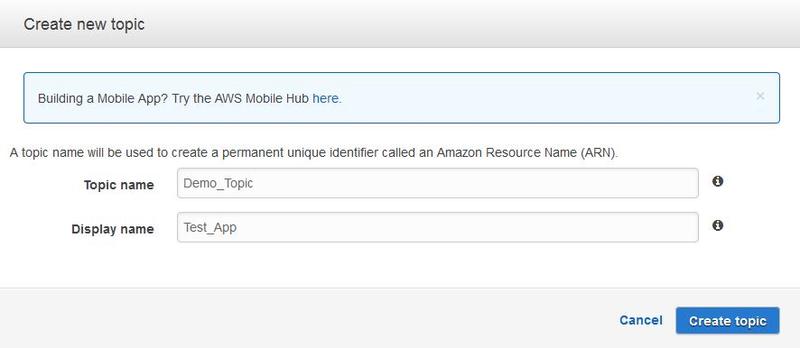 Create new topic
Building a Mobile App? Try the AWS Mobile Hub here.
×
A topic name will be used to create a permanent unique identifier called an Amazon Resource Name (ARN).
Topic name Demo_Topic
Display name Test_App
Cancel Create topic